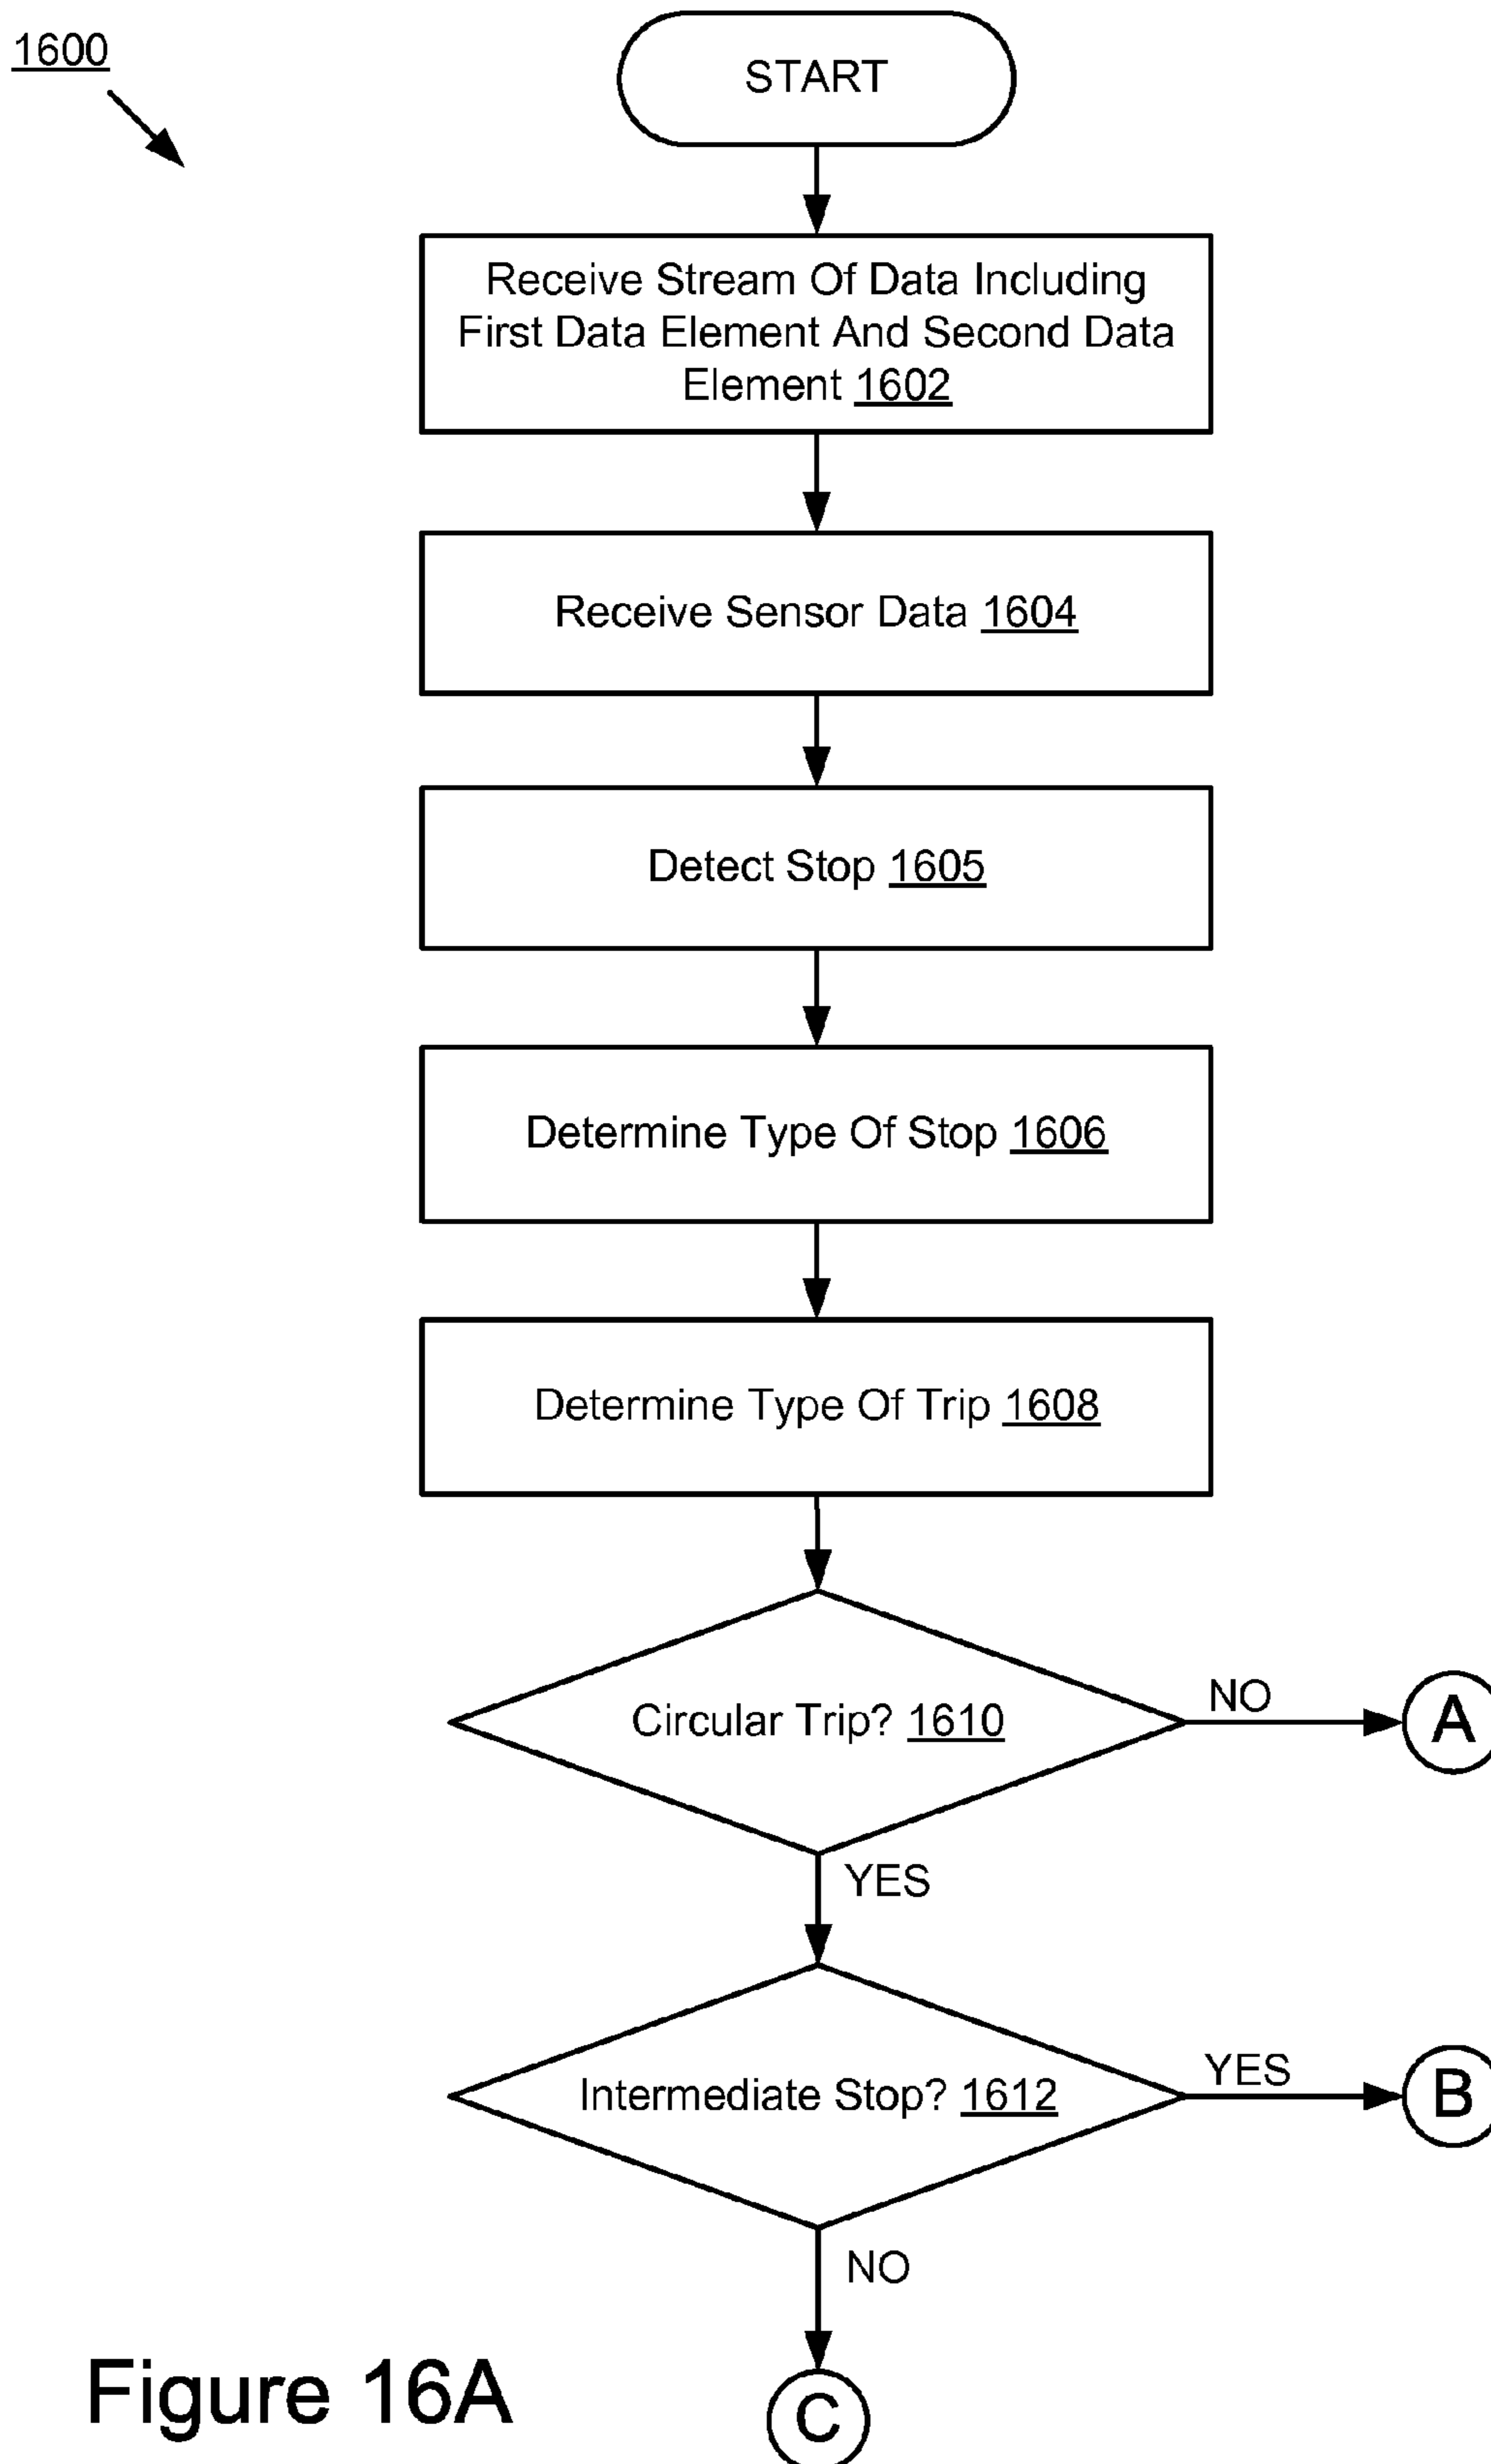 1600
START
Receive Stream Of Data Including
First Data Element And Second Data
Element 1602
Receive Sensor Data 1604
Detect Stop 1605
Determine Type Of Stop 1606
Determine Type Of Trip 1608
Circular Trip? 1610
NO
A
YES
Intermediate Stop? 1612
YES
B
NO
C
Figure 16A